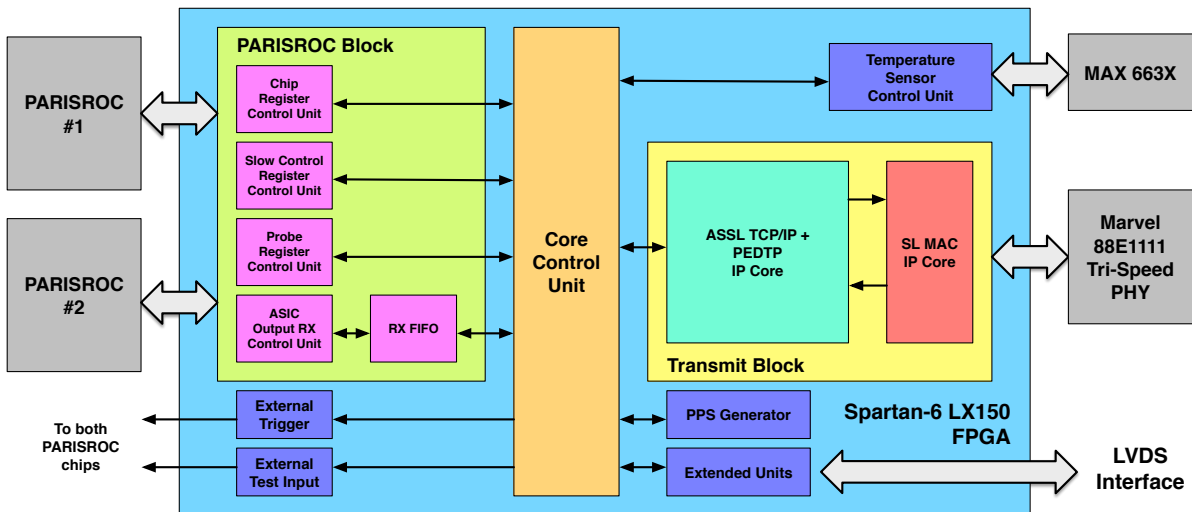 PARISROC
#1
PARISROC
#2
To both
PARISROC
chips
PARISROC Block
Chip
Register
Control Unit
Slow Control
Register
Control Unit
Probe
Register
Control Unit
ASIC
Output RX
Control Unit
RX FIFO
External
Trigger
External
Test Input
Core
Control
Unit
Temperature
Sensor
Control Unit
ASSL TCP/IP +
PEDTP
IP Core
SL MAC
IP Core
Transmit Block
PPS Generator
Extended Units
Spartan-6 LX150
FPGA
MAX 663X
Marvel
88E1111
Tri-Speed
PHY
LVDS
Interface